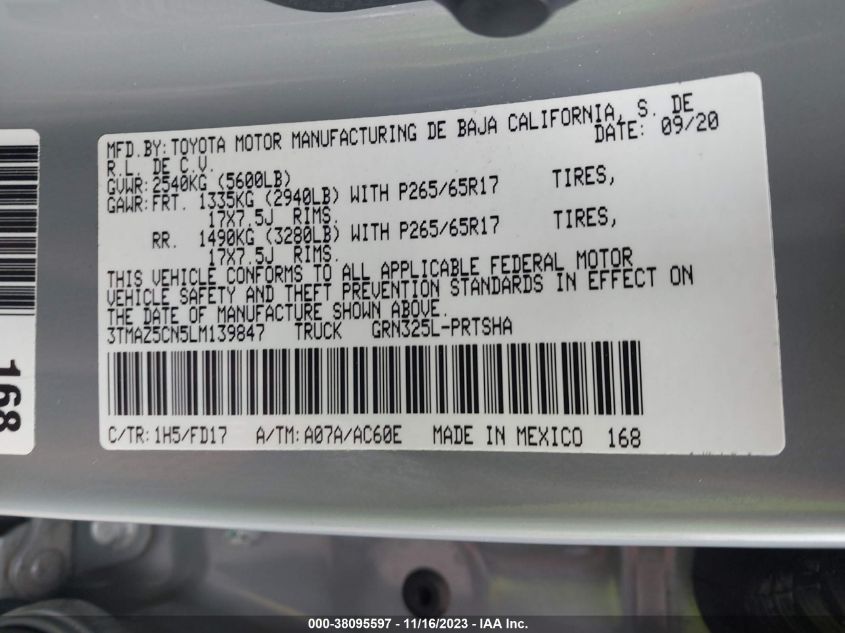 MFD.BY: TOYOTA MOTOR MANUFACTURING DE BAJA CALIFORNIA, S. DE
R.L. DE C.V. DATE: 09/20
GVWR: 2540KG (5600LB)
GAWR: FRT. 1335KG (2940LB) WITH P265/65R17 TIRES,
17X7.5J RIMS.
RR. 1490KG (3280LB) WITH P265/65R17 TIRES,
17X7.5J RIMS.
THIS VEHICLE CONFORMS TO ALL APPLICABLE FEDERAL MOTOR
VEHICLE SAFETY AND THEFT PREVENTION STANDARDS IN EFFECT ON
THE DATE OF MANUFACTURE SHOWN ABOVE.
3TMAZ5CN5LM139847 TRUCK GRN325L-PRTSHA
C/TR: 1H5/FD17 A/TM: A07A/AC60E MADE IN MEXICO 168
168
000-38095597 - 11/16/2023 - IAA Inc.